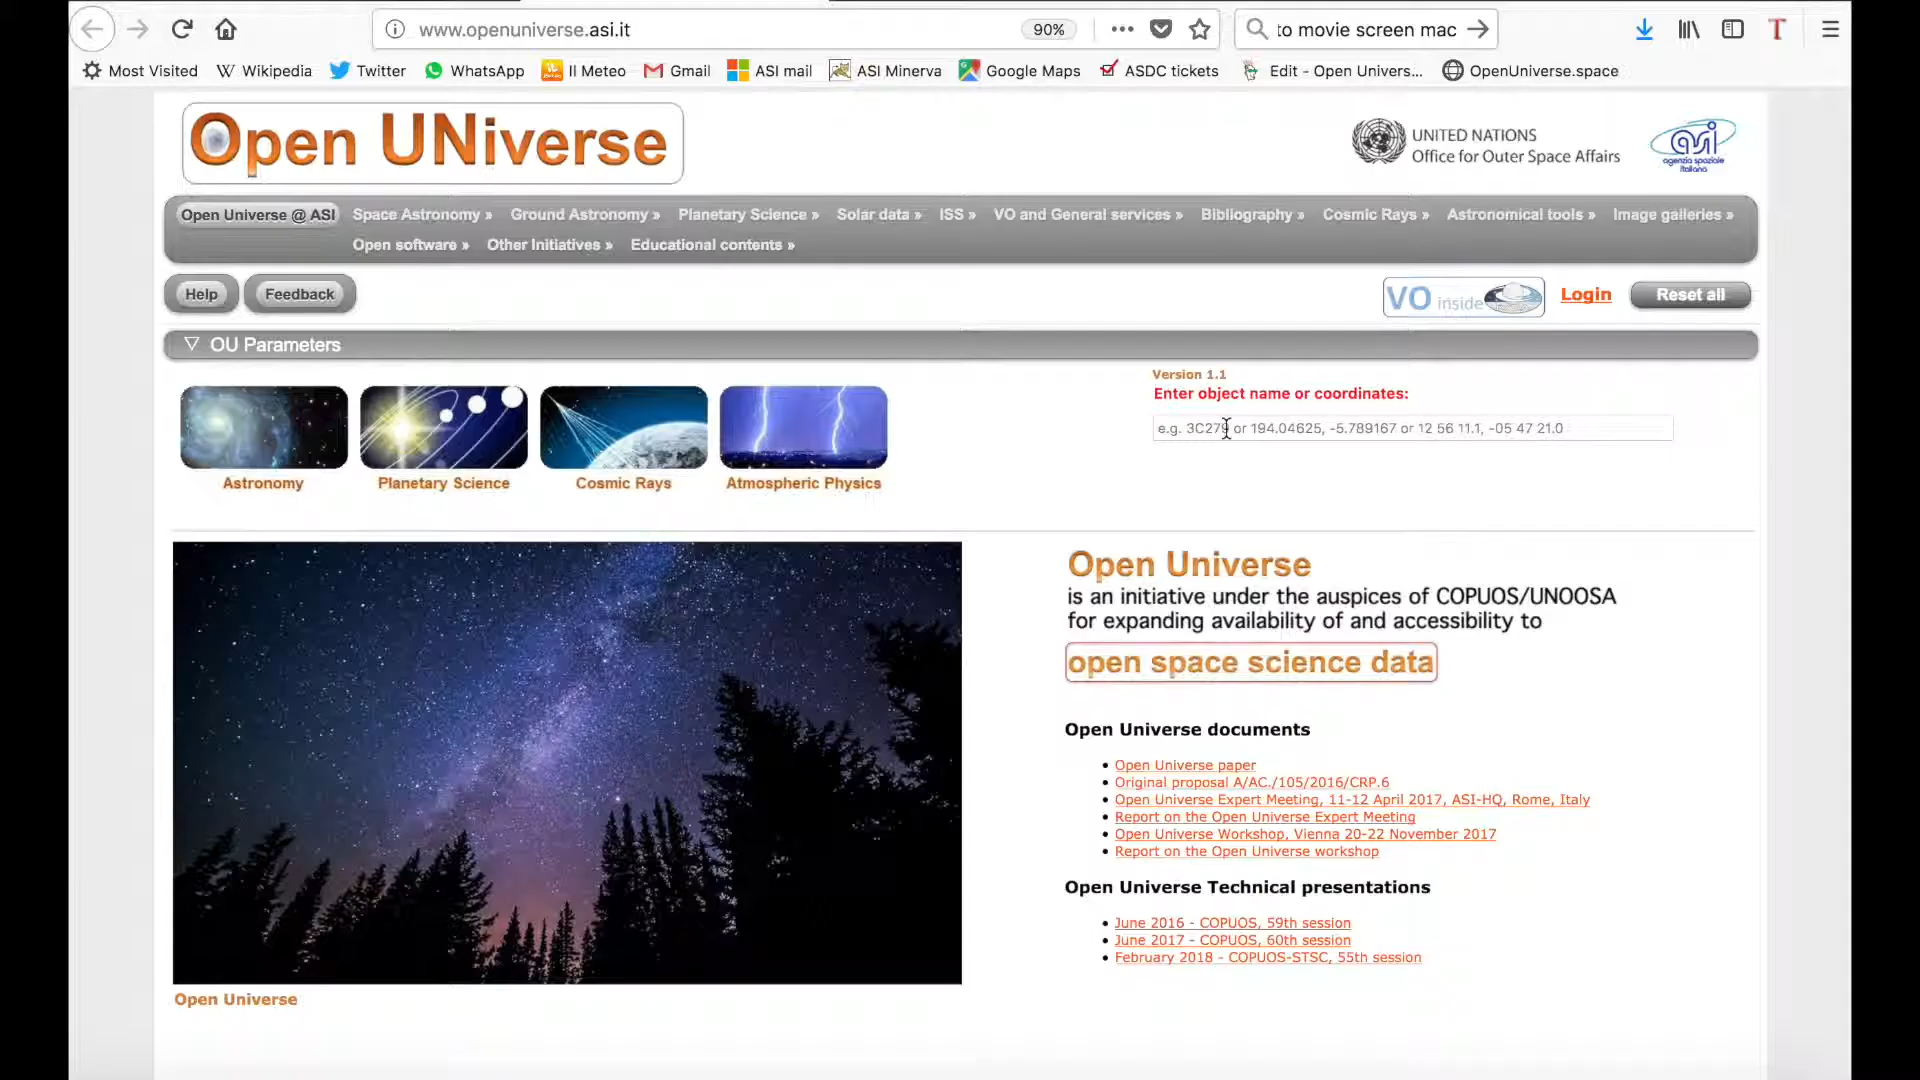 www.openuniverse.asi.it
90%
to movie screen mac
Most Visited
Wikipedia
Twitter
WhatsApp
Il Meteo
Gmail
ASI mail
ASI Minerva
Google Maps
ASDC tickets
Edit - Open Univers...
OpenUniverse.space
Open UNiverse
UNITED NATIONS
Office for Outer Space Affairs
asi
agenzia spaziale
italiana
Open Universe @ ASI
Space Astronomy »
Ground Astronomy »
Planetary Science »
Solar data »
ISS »
VO and General services »
Bibliography »
Cosmic Rays »
Astronomical tools »
Image galleries »
Open software »
Other Initiatives »
Educational contents »
Help
Feedback
VO inside
Login
Reset all
▽ OU Parameters
Version 1.1
Enter object name or coordinates:
e.g. 3C279 or 194.04625, -5.789167 or 12 56 11.1, -05 47 21.0
Astronomy
Planetary Science
Cosmic Rays
Atmospheric Physics
Open Universe
is an initiative under the auspices of COPUOS/UNOOSA
for expanding availability of and accessibility to
open space science data
Open Universe documents
• Open Universe paper
• Original proposal A/AC./105/2016/CRP.6
• Open Universe Expert Meeting, 11-12 April 2017, ASI-HQ, Rome, Italy
• Report on the Open Universe Expert Meeting
• Open Universe Workshop, Vienna 20-22 November 2017
• Report on the Open Universe workshop
Open Universe Technical presentations
• June 2016 - COPUOS, 59th session
• June 2017 - COPUOS, 60th session
• February 2018 - COPUOS-STSC, 55th session
Open Universe